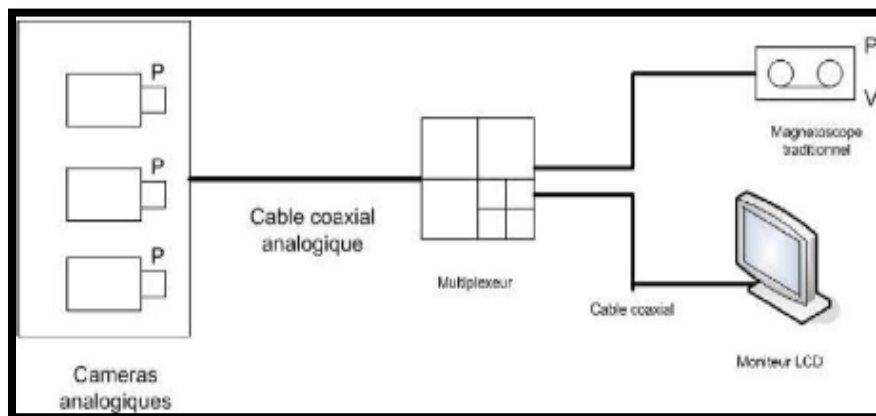 P
P
P
Cameras
analogiques
Cable coaxial
analogique
Multiplexeur
P
V
Magnetoscope
traditionnel
Cable coaxial
Moniteur LCD